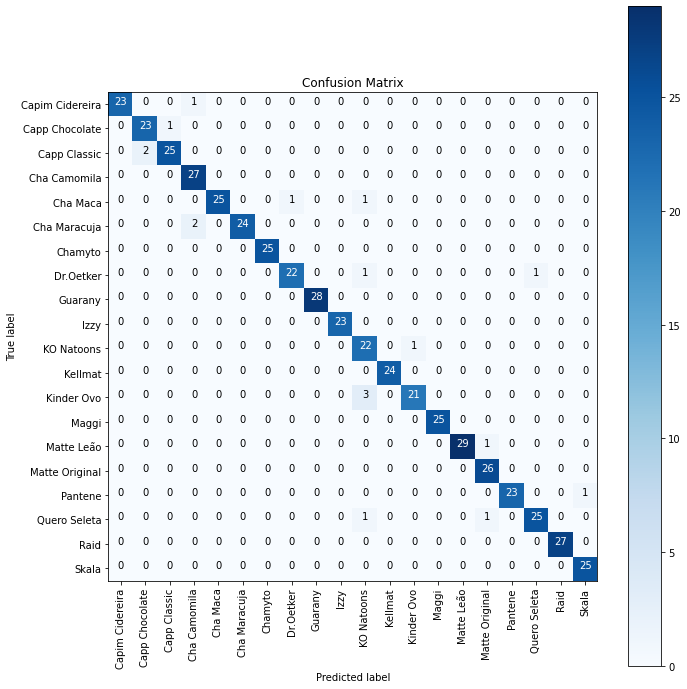 Confusion Matrix
Capim Cidereira 23 0 0 1 0 0 0 0 0 0 0 0 0 0 0 0 0 0 0 0
Capp Chocolate 0 23 1 0 0 0 0 0 0 0 0 0 0 0 0 0 0 0 0 0
Capp Classic 0 2 25 0 0 0 0 0 0 0 0 0 0 0 0 0 0 0 0 0
Cha Camomila 0 0 0 27 0 0 0 0 0 0 0 0 0 0 0 0 0 0 0 0
Cha Maca 0 0 0 0 25 0 0 1 0 0 1 0 0 0 0 0 0 0 0 0
Cha Maracuja 0 0 0 2 0 24 0 0 0 0 0 0 0 0 0 0 0 0 0 0
Chamyto 0 0 0 0 0 0 25 0 0 0 0 0 0 0 0 0 0 0 0 0
Dr.Oetker 0 0 0 0 0 0 0 22 0 0 1 0 0 0 0 0 0 1 0 0
Guarany 0 0 0 0 0 0 0 0 28 0 0 0 0 0 0 0 0 0 0 0
Izzy 0 0 0 0 0 0 0 0 0 23 0 0 0 0 0 0 0 0 0 0
KO Natoons 0 0 0 0 0 0 0 0 0 0 22 0 1 0 0 0 0 0 0 0
Kellmat 0 0 0 0 0 0 0 0 0 0 0 24 0 0 0 0 0 0 0 0
Kinder Ovo 0 0 0 0 0 0 0 0 0 0 3 0 21 0 0 0 0 0 0 0
Maggi 0 0 0 0 0 0 0 0 0 0 0 0 0 25 0 0 0 0 0 0
Matte Leão 0 0 0 0 0 0 0 0 0 0 0 0 0 0 29 1 0 0 0 0
Matte Original 0 0 0 0 0 0 0 0 0 0 0 0 0 0 0 26 0 0 0 0
Pantene 0 0 0 0 0 0 0 0 0 0 0 0 0 0 0 0 23 0 0 1
Quero Seleta 0 0 0 0 0 0 0 0 0 0 1 0 0 0 0 1 0 25 0 0
Raid 0 0 0 0 0 0 0 0 0 0 0 0 0 0 0 0 0 0 27 0
Skala 0 0 0 0 0 0 0 0 0 0 0 0 0 0 0 0 0 0 0 25
True label
Capim Cidereira
Capp Chocolate
Capp Classic
Cha Camomila
Cha Maca
Cha Maracuja
Chamyto
Dr.Oetker
Guarany
Izzy
KO Natoons
Kellmat
Kinder Ovo
Maggi
Matte Leão
Matte Original
Pantene
Quero Seleta
Raid
Skala
Predicted label
25
20
15
10
5
0